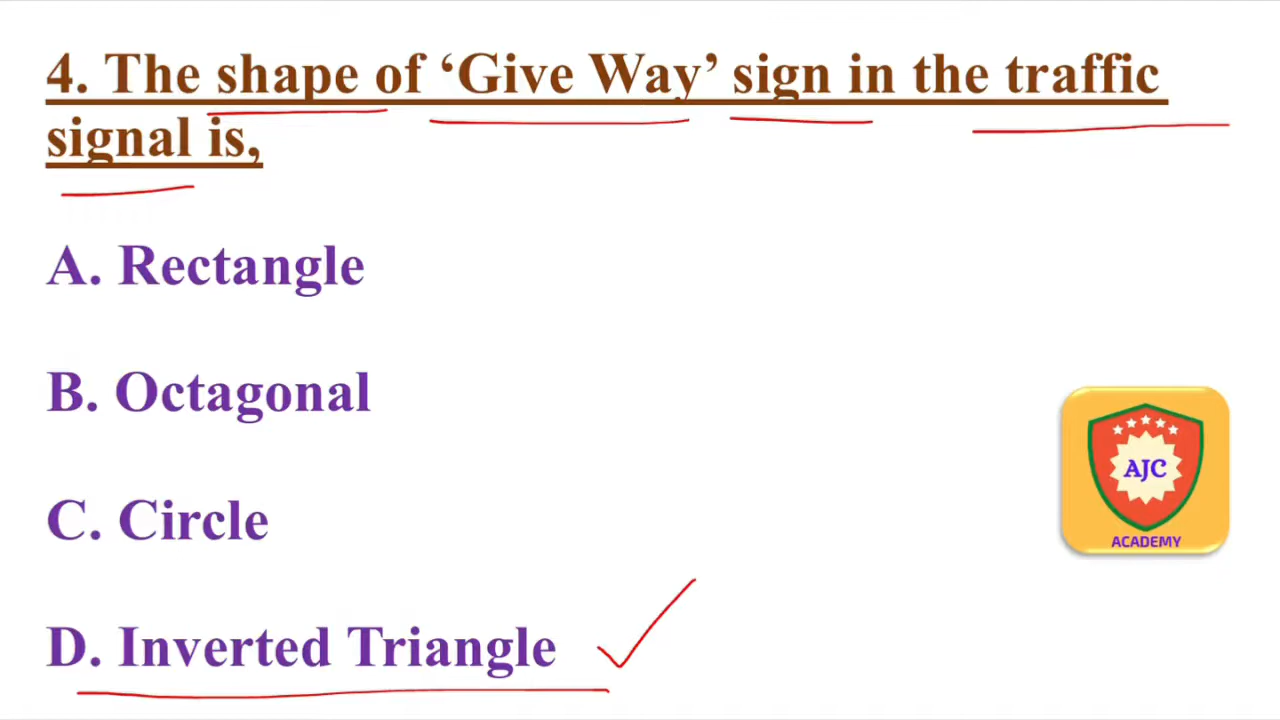 4. The shape of ‘Give Way’ sign in the traffic
signal is,
A. Rectangle
B. Octagonal
C. Circle
D. Inverted Triangle
AJC
ACADEMY